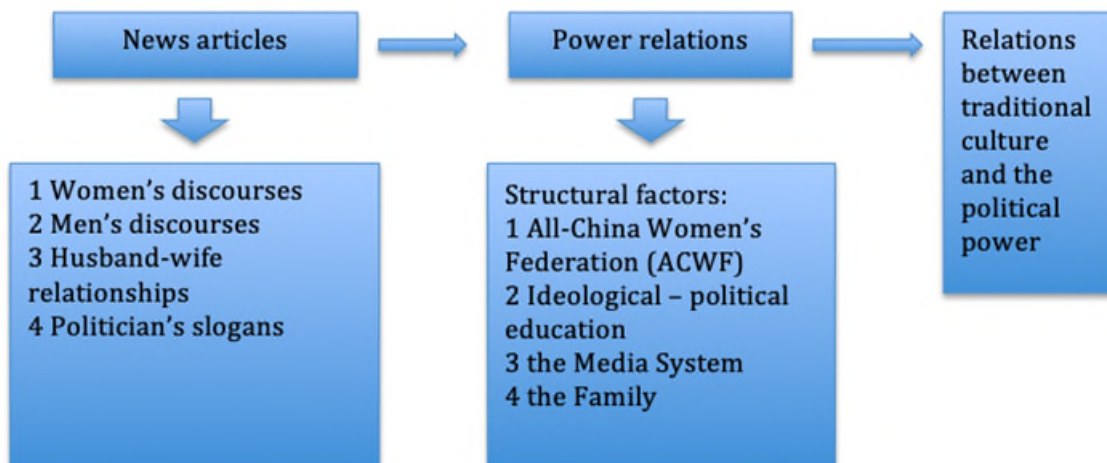 News articles
Power relations
Relations
between
traditional
culture
and the
political
power
1 Women’s discourses
2 Men’s discourses
3 Husband-wife
relationships
4 Politician’s slogans
Structural factors:
1 All-China Women’s
Federation (ACWF)
2 Ideological – political
education
3 the Media System
4 the Family